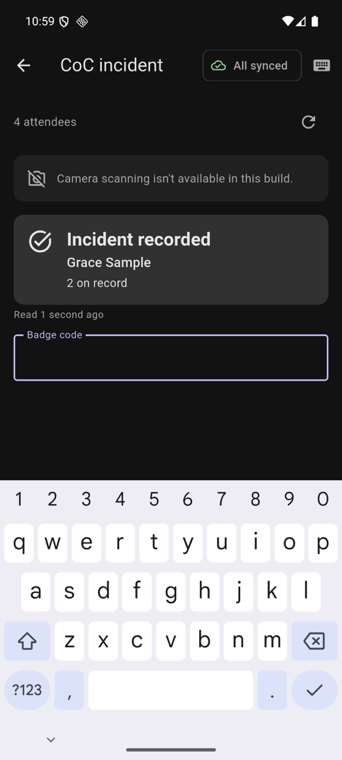 10:59
CoC incident
All synced
4 attendees
Camera scanning isn't available in this build.
Incident recorded
Grace Sample
2 on record
Read 1 second ago
Badge code
1 2 3 4 5 6 7 8 9 0
q w e r t y u i o p
a s d f g h j k l
z x c v b n m
?123 , .